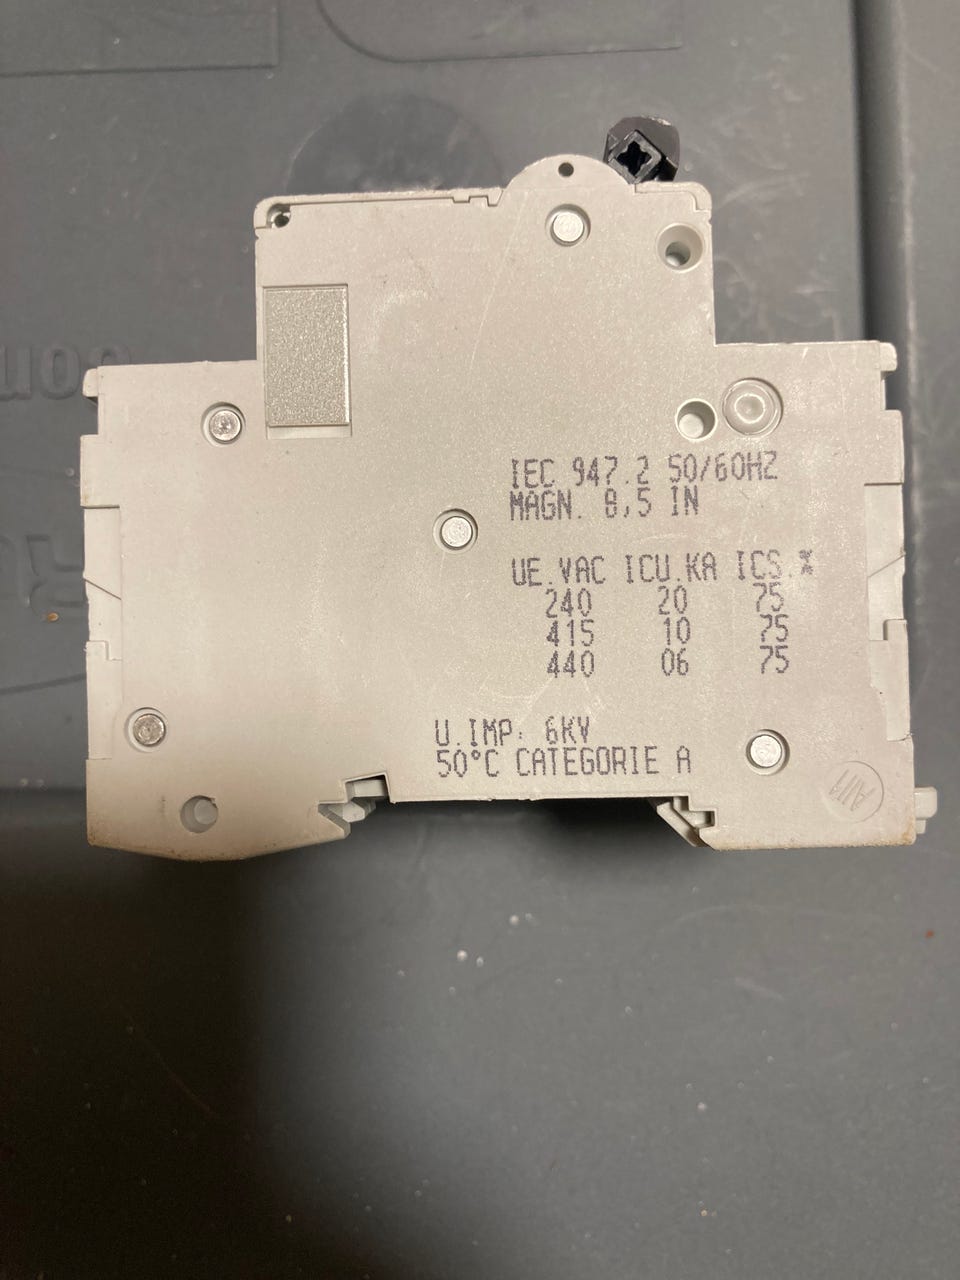 IEC 947.2 50/60HZ
MAGN. 8,5 IN
UE.VAC ICU.KA ICS.%
240 20 75
415 10 75
440 06 75
U.IMP: 6KV
50°C CATEGORIE A